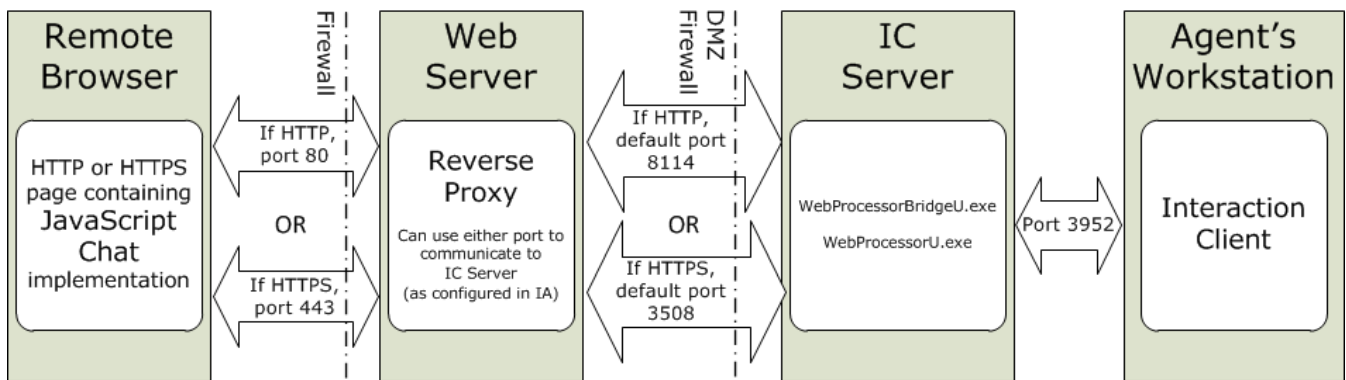 Remote
Browser
HTTP or HTTPS
page containing
JavaScript
Chat
implementation
Firewall
If HTTP,
port 80
OR
If HTTPS,
port 443
Web
Server
Reverse
Proxy
Can use either port to
communicate to
IC Server
(as configured in IA)
DMZ
Firewall
If HTTP,
default port
8114
OR
If HTTPS,
default port
3508
IC
Server
WebProcessorBridgeU.exe
WebProcessorU.exe
Port 3952
Agent's
Workstation
Interaction
Client